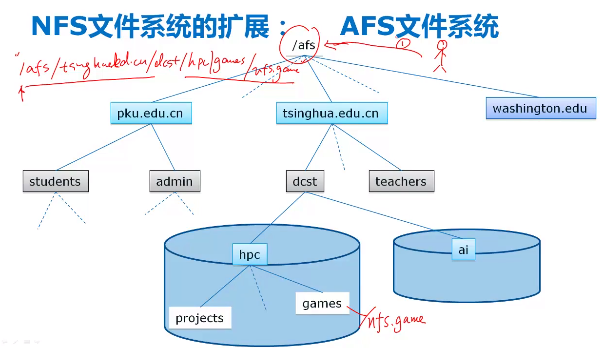 NFS文件系统的扩展： AFS文件系统
/afs
①
"/afs/tsinghua.ed.cn/dcst/hpc/games/nfs.game
pku.edu.cn
tsinghua.edu.cn
washington.edu
students
admin
dcst
teachers
hpc
ai
projects
games
/nfs.game